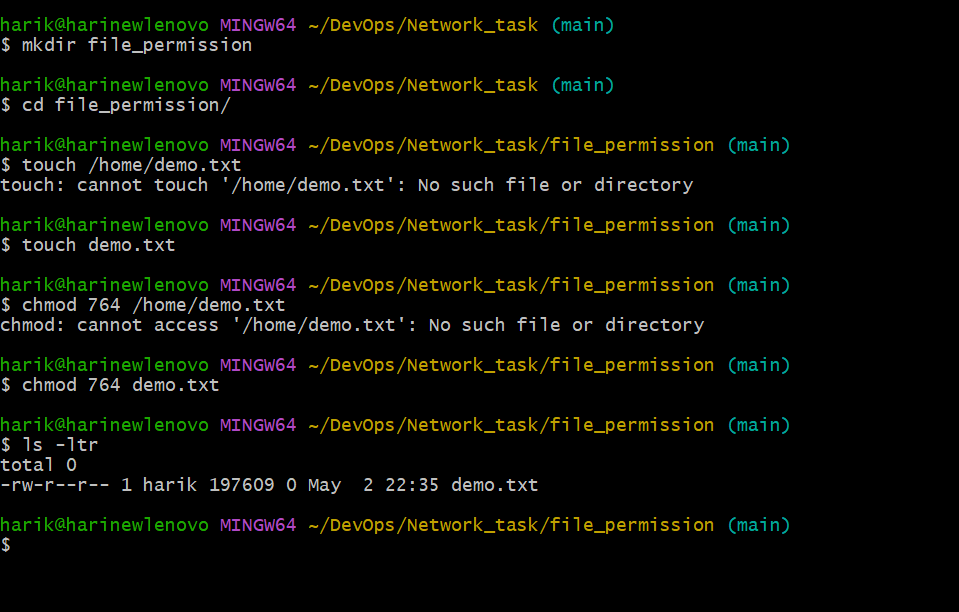 harik@harinewlenovo MINGW64 ~/DevOps/Network_task (main)
$ mkdir file_permission
harik@harinewlenovo MINGW64 ~/DevOps/Network_task (main)
$ cd file_permission/
harik@harinewlenovo MINGW64 ~/DevOps/Network_task/file_permission (main)
$ touch /home/demo.txt
touch: cannot touch '/home/demo.txt': No such file or directory
harik@harinewlenovo MINGW64 ~/DevOps/Network_task/file_permission (main)
$ touch demo.txt
harik@harinewlenovo MINGW64 ~/DevOps/Network_task/file_permission (main)
$ chmod 764 /home/demo.txt
chmod: cannot access '/home/demo.txt': No such file or directory
harik@harinewlenovo MINGW64 ~/DevOps/Network_task/file_permission (main)
$ chmod 764 demo.txt
harik@harinewlenovo MINGW64 ~/DevOps/Network_task/file_permission (main)
$ ls -ltr
total 0
-rw-r--r-- 1 harik 197609 0 May  2 22:35 demo.txt
harik@harinewlenovo MINGW64 ~/DevOps/Network_task/file_permission (main)
$